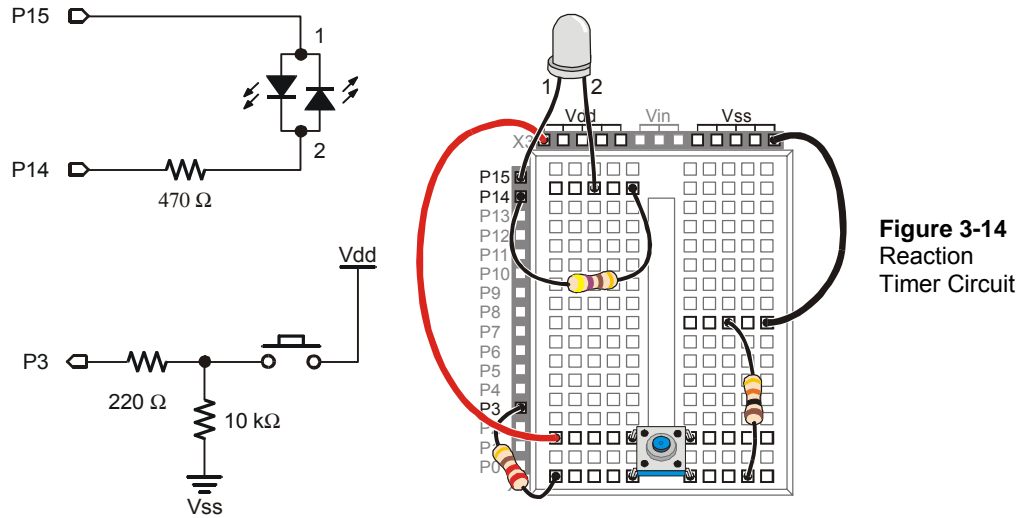 P15
1
2
P14
470 Ω
Vdd
P3
220 Ω
10 kΩ
Vss
1 2
Vdd Vin Vss
X3
P15
P14
P13
P12
P11
P10
P9
P8
P7
P6
P5
P4
P3
P0
Figure 3-14
Reaction
Timer Circuit